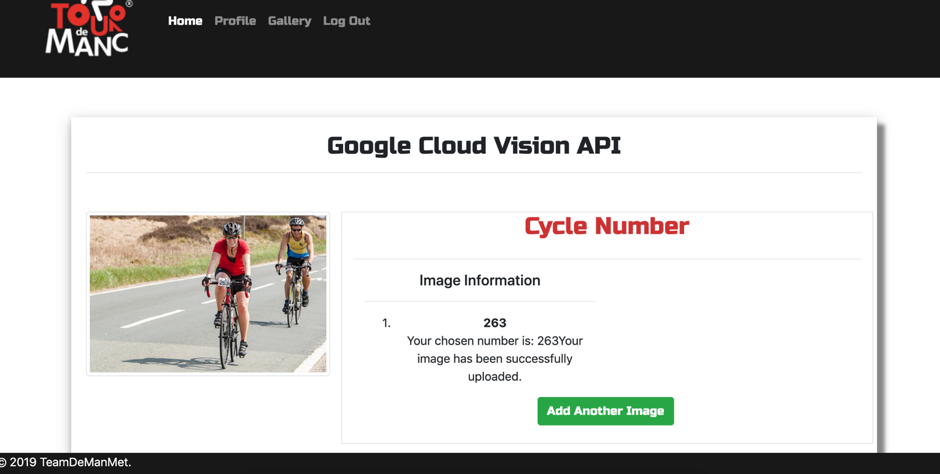 TOUR
de
MANC
Home Profile Gallery Log Out
Google Cloud Vision API
Cycle Number
Image Information
1. 263
Your chosen number is: 263Your
image has been successfully
uploaded.
Add Another Image
© 2019 TeamDeManMet.